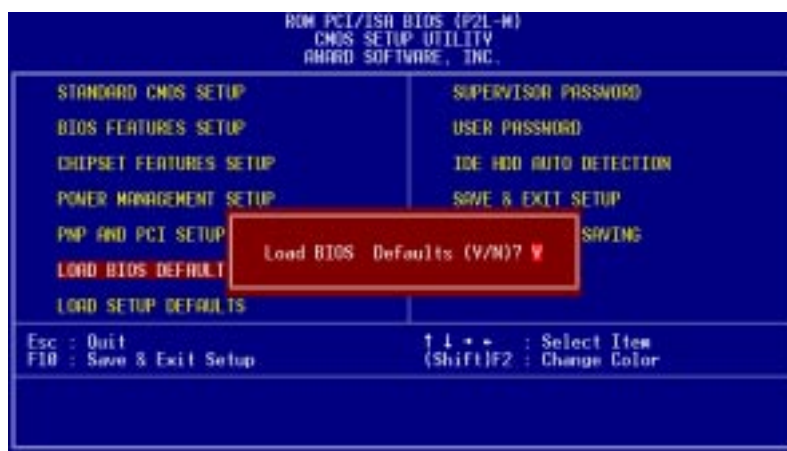 ROM PCI/ISA BIOS (P2L-M)
CMOS SETUP UTILITY
AWARD SOFTWARE, INC.
STANDARD CMOS SETUP
BIOS FEATURES SETUP
CHIPSET FEATURES SETUP
POWER MANAGEMENT SETUP
PNP AND PCI SETUP
LOAD BIOS DEFAULT
LOAD SETUP DEFAULTS
SUPERVISOR PASSWORD
USER PASSWORD
IDE HDD AUTO DETECTION
SAVE & EXIT SETUP
SAVING
Load BIOS Defaults (Y/N)? Y
Esc : Quit
F10 : Save & Exit Setup
↑ ↓ → ← : Select Item
(Shift)F2 : Change Color